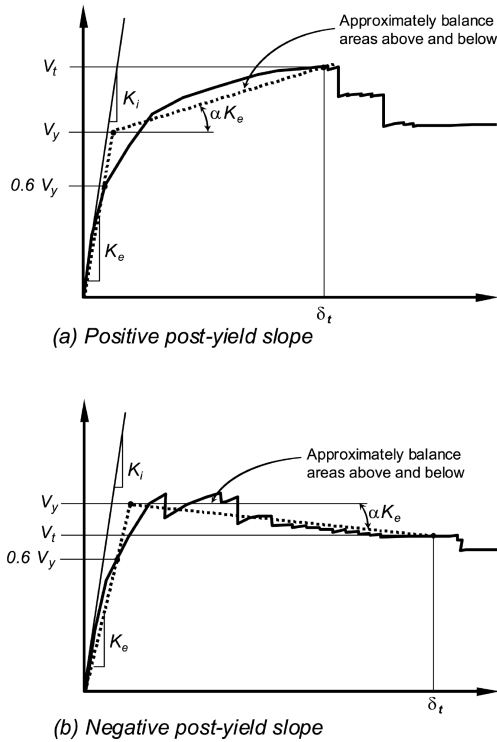 Approximately balance
areas above and below
V_t
K_i
αK_e
V_y
0.6 V_y
K_e
δ_t
(a) Positive post-yield slope
Approximately balance
areas above and below
K_i
V_y
αK_e
V_t
0.6 V_y
K_e
δ_t
(b) Negative post-yield slope